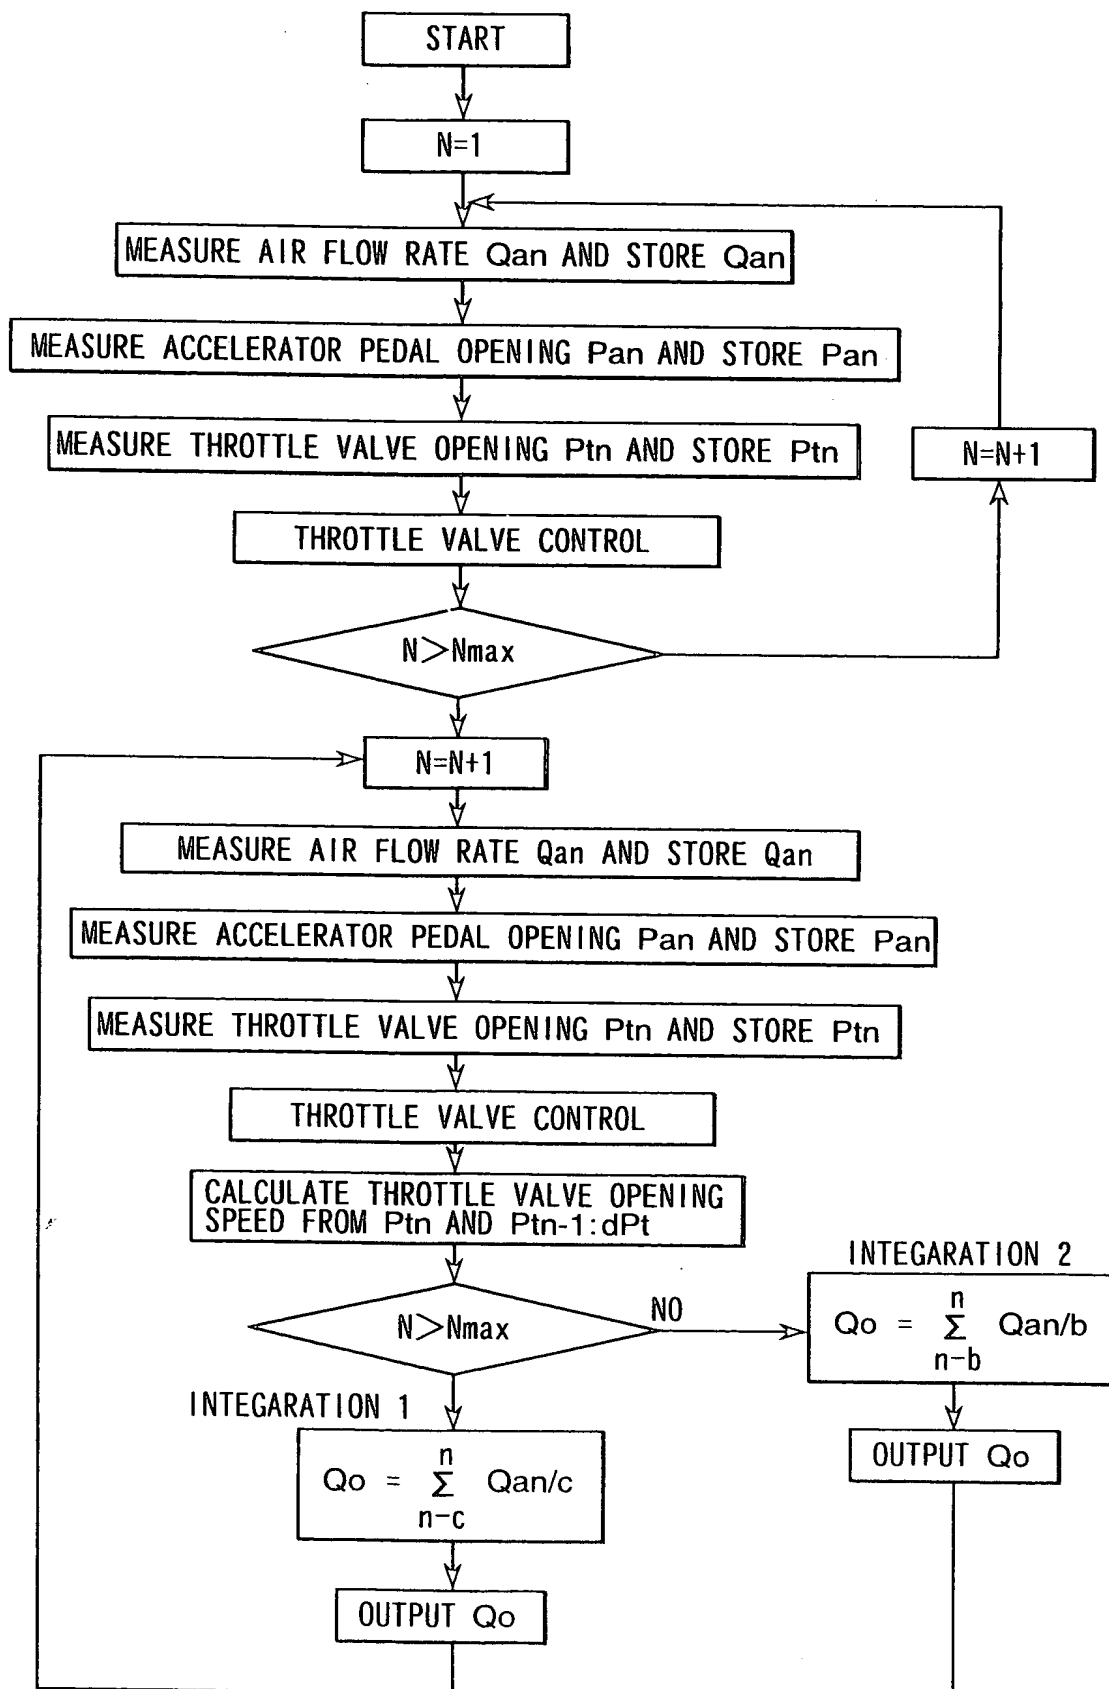 START
N=1
MEASURE AIR FLOW RATE Qan AND STORE Qan
MEASURE ACCELERATOR PEDAL OPENING Pan AND STORE Pan
MEASURE THROTTLE VALVE OPENING Ptn AND STORE Ptn
N=N+1
THROTTLE VALVE CONTROL
N>Nmax
N=N+1
MEASURE AIR FLOW RATE Qan AND STORE Qan
MEASURE ACCELERATOR PEDAL OPENING Pan AND STORE Pan
MEASURE THROTTLE VALVE OPENING Ptn AND STORE Ptn
THROTTLE VALVE CONTROL
CALCULATE THROTTLE VALVE OPENING
SPEED FROM Ptn AND Ptn-1:dPt
N>Nmax
NO
INTEGARATION 2
n
Qo = Σ Qan/b
n-b
OUTPUT Qo
INTEGARATION 1
n
Qo = Σ Qan/c
n-c
OUTPUT Qo